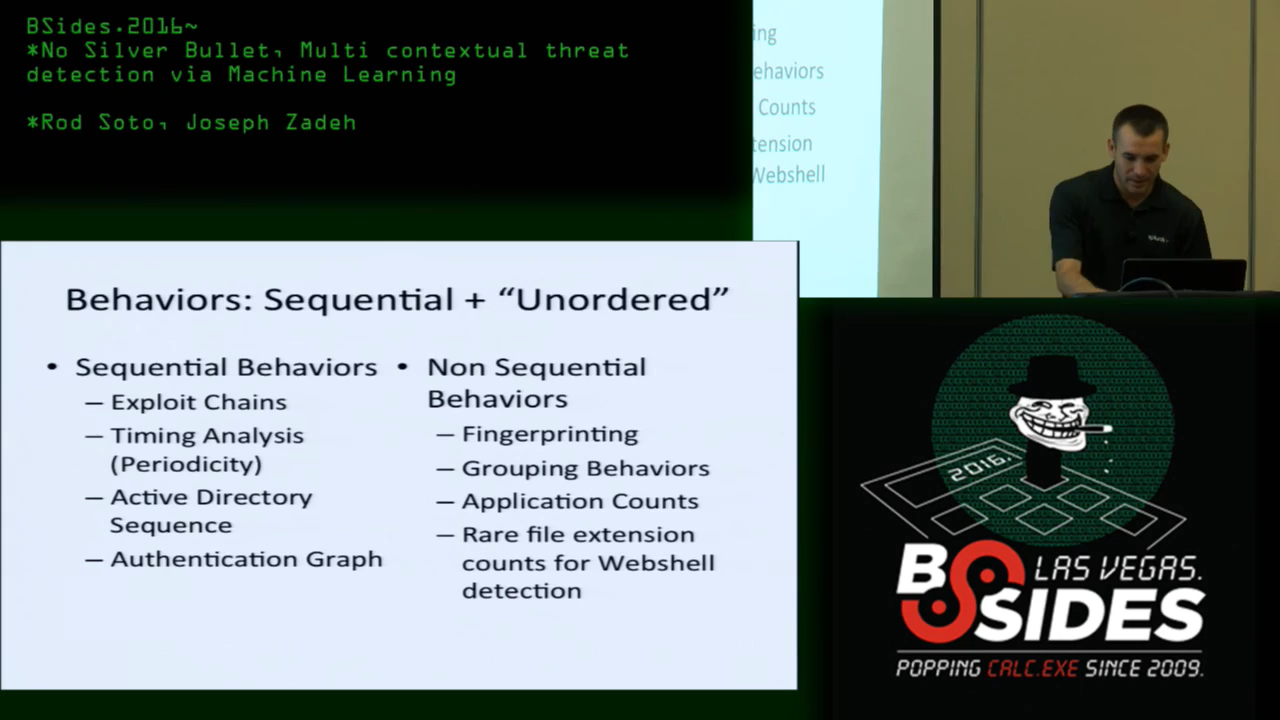 BSides.2016~
*No Silver Bullet, Multi contextual threat
detection via Machine Learning
*Rod Soto, Joseph Zadeh
ing
ehaviors
Counts
tension
Webshell
Behaviors: Sequential + “Unordered”
• Sequential Behaviors
– Exploit Chains
– Timing Analysis
(Periodicity)
– Active Directory
Sequence
– Authentication Graph
• Non Sequential
Behaviors
– Fingerprinting
– Grouping Behaviors
– Application Counts
– Rare file extension
counts for Webshell
detection
2016.
BSIDES
LAS VEGAS.
POPPING CALC.EXE SINCE 2009.